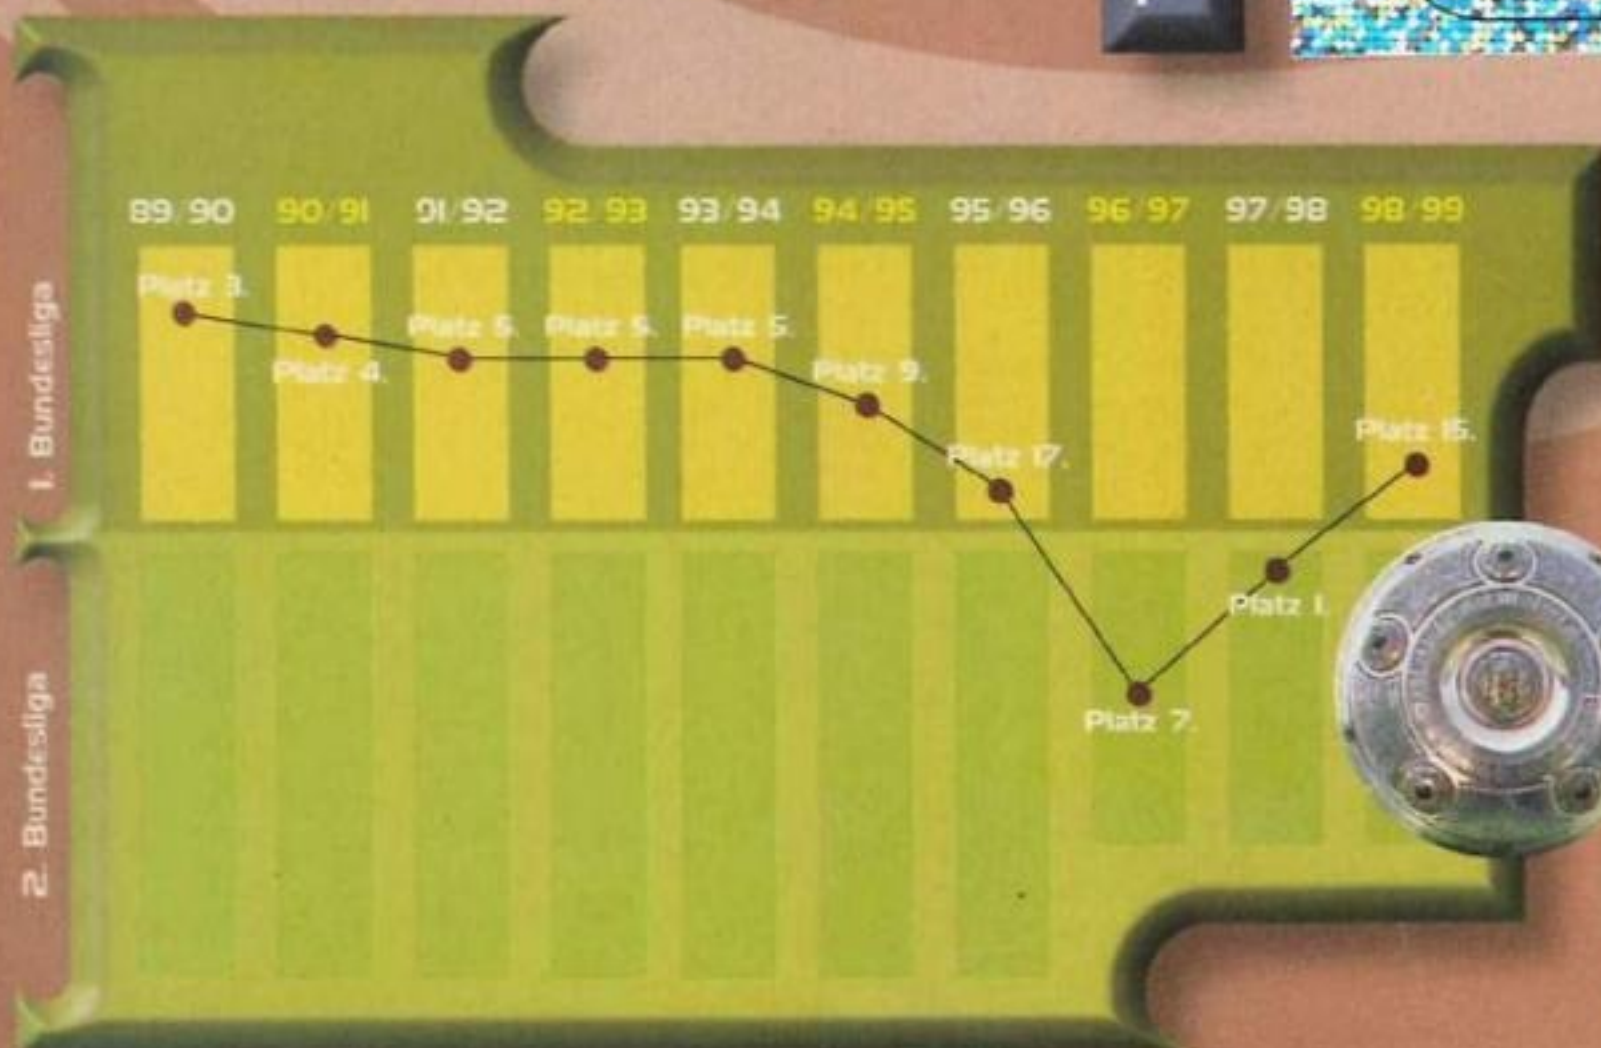 89/90 90/91 91/92 92/93 93/94 94/95 95/96 96/97 97/98 98/99
1. Bundesliga
Platz 3.
Platz 4.
Platz 5.
Platz 5.
Platz 5.
Platz 9.
Platz 17.
Platz 7.
Platz 1.
Platz 15.
2. Bundesliga